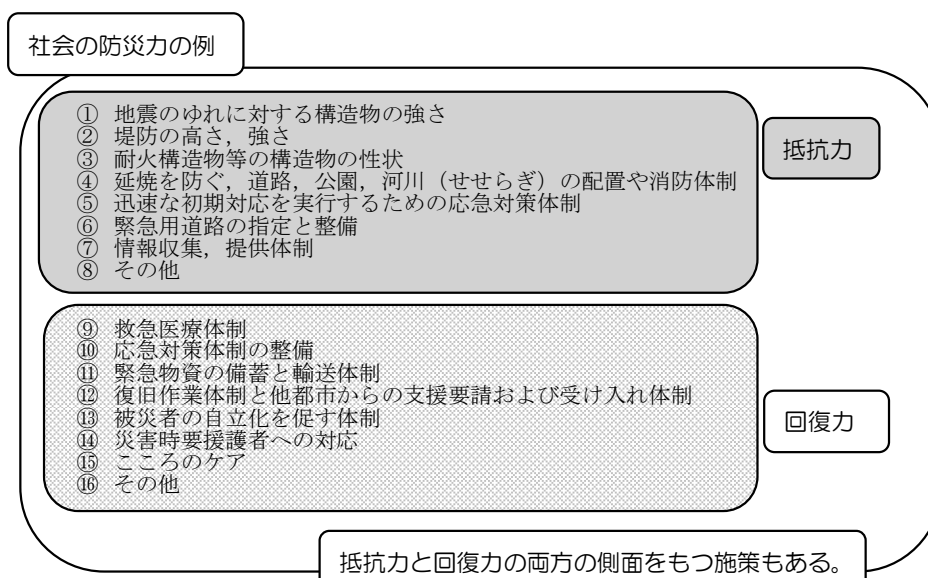 社会の防災力の例
① 地震のゆれに対する構造物の強さ
② 堤防の高さ，強さ
③ 耐火構造物等の構造物の性状
④ 延焼を防ぐ，道路，公園，河川（せせらぎ）の配置や消防体制
⑤ 迅速な初期対応を実行するための応急対策体制
⑥ 緊急用道路の指定と整備
⑦ 情報収集，提供体制
⑧ その他
抵抗力
⑨ 救急医療体制
⑩ 応急対策体制の整備
⑪ 緊急物資の備蓄と輸送体制
⑫ 復旧作業体制と他都市からの支援要請および受け入れ体制
⑬ 被災者の自立化を促す体制
⑭ 災害時要援護者への対応
⑮ こころのケア
⑯ その他
回復力
抵抗力と回復力の両方の側面をもつ施策もある。